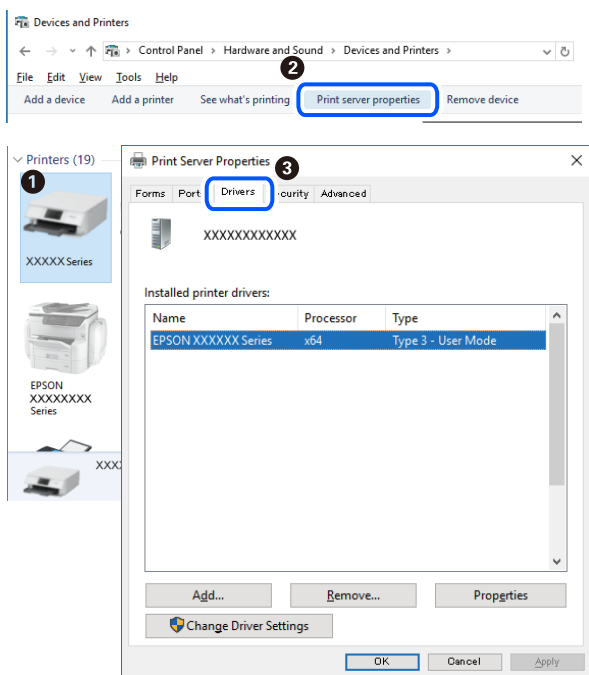 Devices and Printers
Control Panel > Hardware and Sound > Devices and Printers >
2
File Edit View Tools Help
Add a device Add a printer See what's printing Print server properties Remove device
Printers (19)
1
XXXXX Series
EPSON
XXXXXXXX
Series
XXX
Print Server Properties
3
Forms Port Drivers curity Advanced
XXXXXXXXXXXX
Installed printer drivers:
Name Processor Type
EPSON XXXXXX Series x64 Type 3 - User Mode
Add... Remove... Properties
Change Driver Settings
OK Cancel Apply